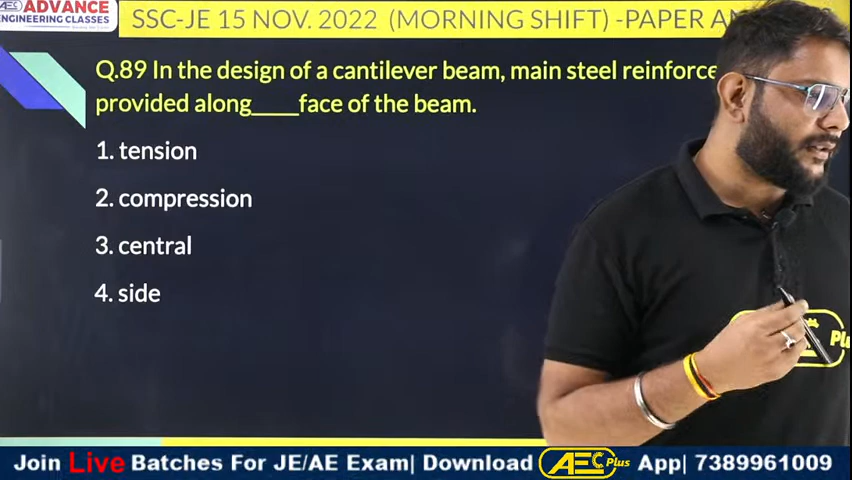 AEC ADVANCE
ENGINEERING CLASSES
SSC-JE 15 NOV. 2022 (MORNING SHIFT) -PAPER
Q.89 In the design of a cantilever beam, main steel
provided along____face of the beam.
1. tension
2. compression
3. central
4. side
Join Live Batches For JE/AE Exam| Download AEC Plus App| 7389961009